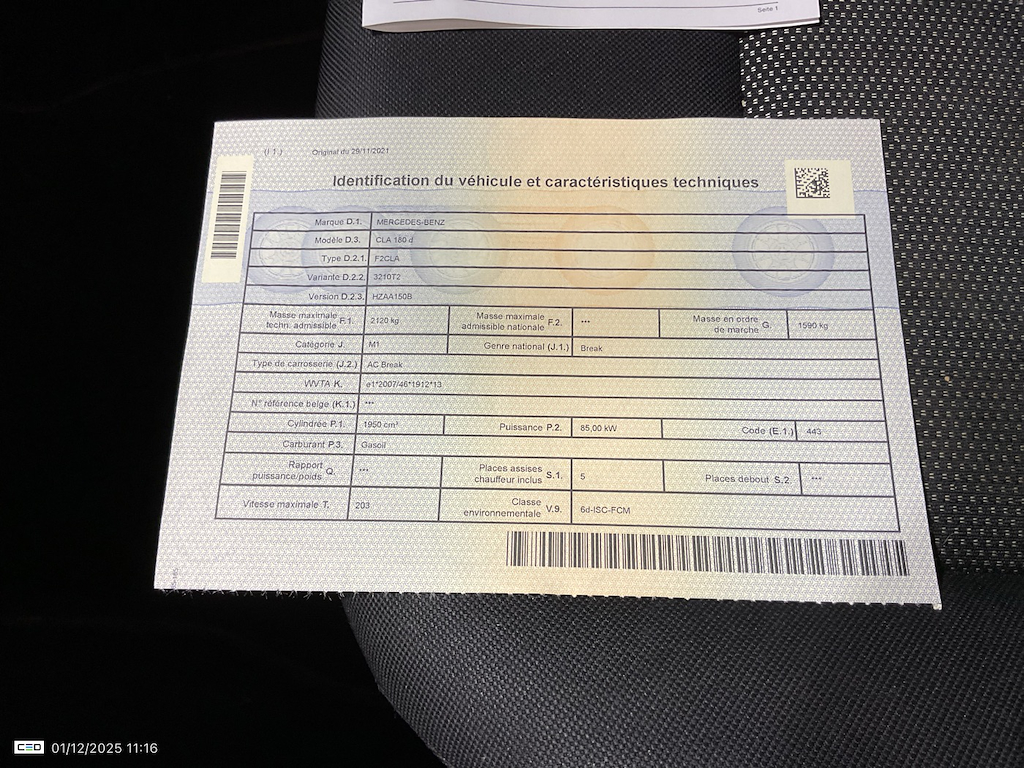 Seite 1
(I 1.) Original du 29/11/2021
Identification du véhicule et caractéristiques techniques
Marque D.1. MERCEDES-BENZ
Modèle D.3. CLA 180 d
Type D.2.1. F2CLA
Variante D.2.2. 3210T2
Version D.2.3. HZAA150B
Masse maximale techn. admissible F.1. 2120 kg Masse maximale admissible nationale F.2. --- Masse en ordre de marche G. 1590 kg
Catégorie J. M1 Genre national (J.1.) Break
Type de carrosserie (J.2.) AC Break
WVTA K. e1*2007/46*1912*13
N° référence belge (K.1.) ---
Cylindrée P.1. 1950 cm³ Puissance P.2. 85,00 kW Code (E.1.) 443
Carburant P.3. Gasoil
Rapport puissance/poids Q. --- Places assises chauffeur inclus S.1. 5 Places debout S.2. ---
Vitesse maximale T. 203 Classe environnementale V.9. 6d-ISC-FCM
CEO 01/12/2025 11:16